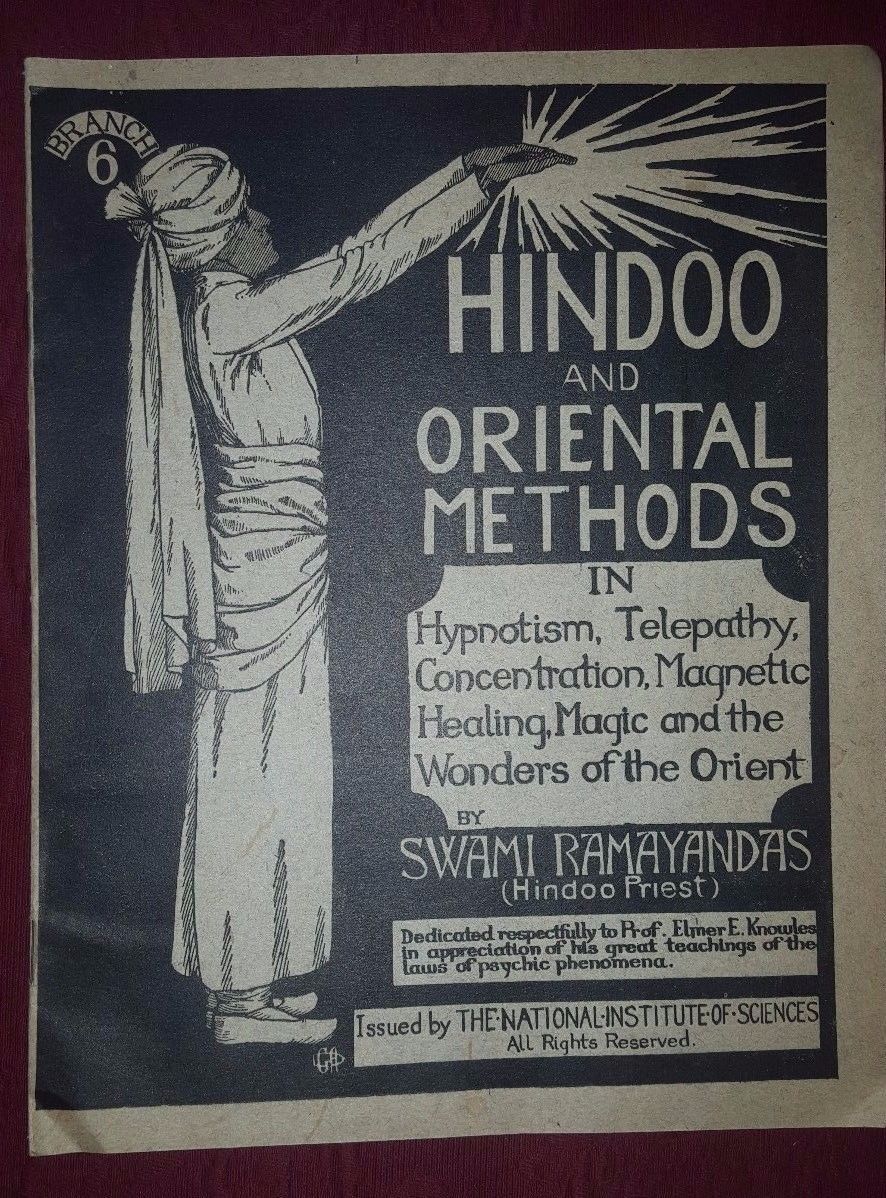 BRANCH
6
HINDOO
AND
ORIENTAL
METHODS
IN
Hypnotism, Telepathy,
Concentration, Magnetic
Healing, Magic and the
Wonders of the Orient
BY
SWAMI RAMAYANDAS
(Hindoo Priest)
Dedicated respectfully to Prof. Elmer E. Knowles
in appreciation of his great teachings of the
laws of psychic phenomena.
Issued by THE·NATIONAL·INSTITUTE·OF·SCIENCES
All Rights Reserved.